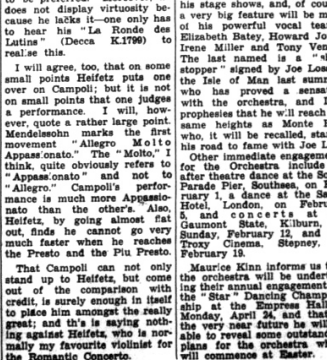 does not display virtuosity be-
cause he lacks it—one only has
to hear his "La Ronde des
Lutins" (Decca K.1799) to
realise this.
I will agree, too, that on some
small points Heifetz puts one
over on Campoli; but it is not
on small points that one judges
a performance. I will, how-
ever, quote a rather large point.
Mendelssohn marks the first
movement "Allegro Molto
Appassionato." The "Molto," I
think, quite obviously refers to
"Appassionato" and not to
"Allegro." Campoli's perfor-
mance is much more Appassio-
nato than the other's. Also,
Heifetz, by going almost flat
out, finds he cannot go very
much faster when he reaches
the Presto and the Piu Presto.
That Campoli can not only
stand up to Heifetz, but come
out of the comparison with
credit, is surely enough in itself
to place him amongst the really
great; and this is saying noth-
ing against Heifetz, who is nor-
mally my favourite violinist for
the Romantic Concerto.
his stage shows, and, of cou
a very big feature will be
of his powerful vocal tea
Elizabeth Batey, Howard Jo
Irene Miller and Tony Ven
The last named is a "s
stopper" signed by Joe Los
the Isle of Man last sum
who has proved a sensat
with the orchestra, and
prophesies that he will reach
same heights as Monte
who, it will be recalled, sta
his road to fame with Joe L
Other immediate engagem
for the Orchestra include
after theatre dance at the So
Parade Pier, Southsea, on
ruary 1, a dance at the Sa
Hotel, London, on Februa
5, and concerts at
Gaumont State, Kilburn,
Sunday, February 12, and
Troxy Cinema, Stepney,
February 19.
Maurice Kinn informs us t
the orchestra will be under
ing their annual engagement
the "Star" Dancing Champ
ship at the Empress Hall
Monday, April 24, and that
the very near future he wi
able to reveal some outstan
plans for the orchestra wh
will commence at Easter.